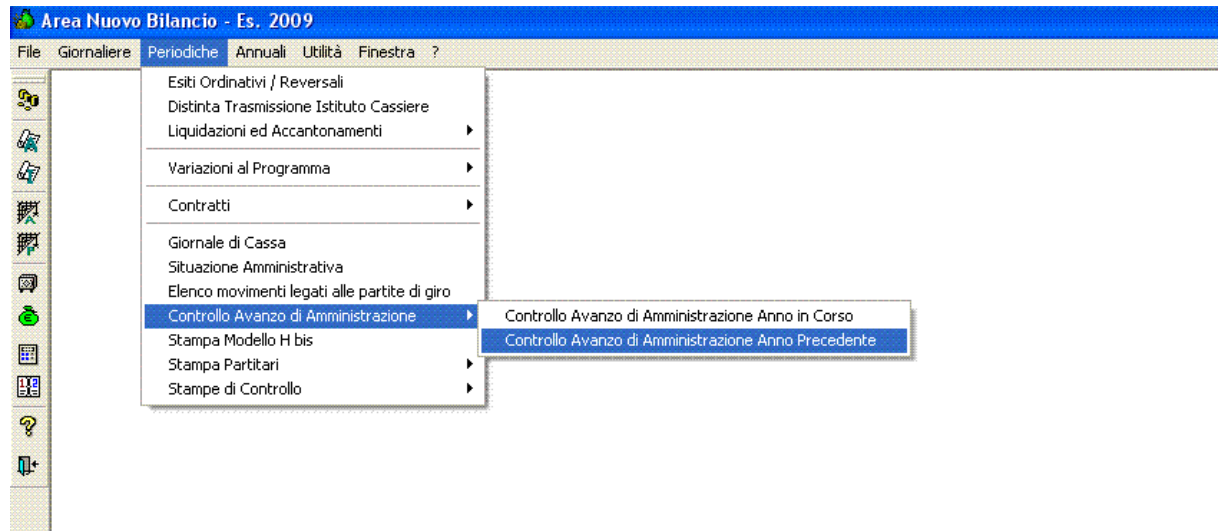 Area Nuovo Bilancio - Es. 2009
File Giornaliere Periodiche Annuali Utilità Finestra ?
Esiti Ordinativi / Reversali
Distinta Trasmissione Istituto Cassiere
Liquidazioni ed Accantonamenti
Variazioni al Programma
Contratti
Giornale di Cassa
Situazione Amministrativa
Elenco movimenti legati alle partite di giro
Controllo Avanzo di Amministrazione
Controllo Avanzo di Amministrazione Anno in Corso
Controllo Avanzo di Amministrazione Anno Precedente
Stampa Modello H bis
Stampa Partitari
Stampe di Controllo